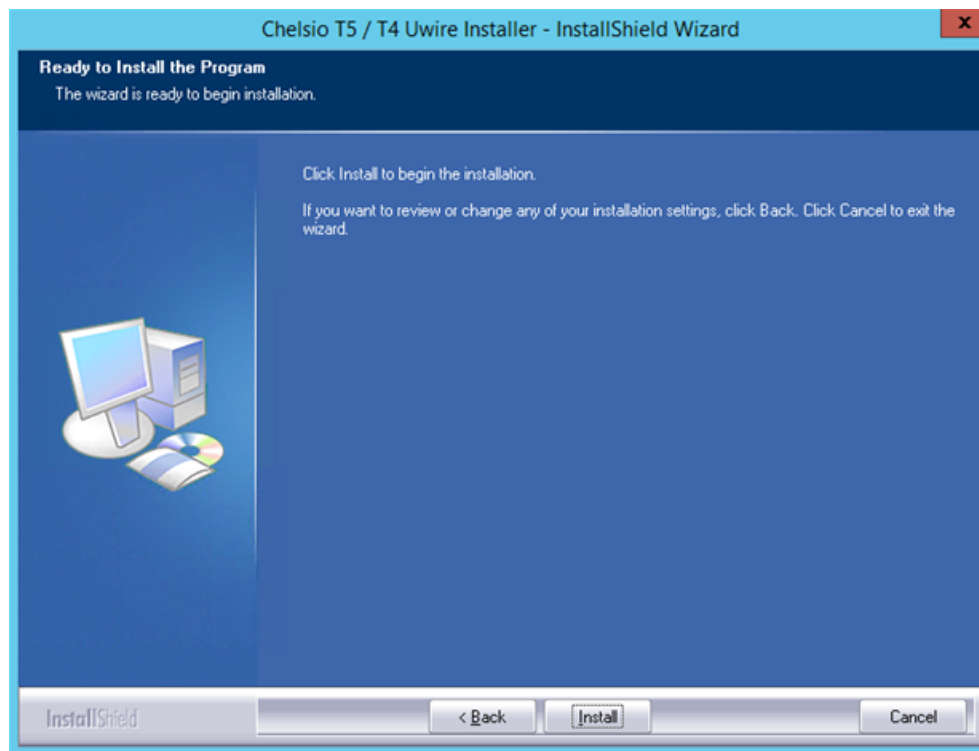 Chelsio T5 / T4 Uwire Installer - InstallShield Wizard
x
Ready to Install the Program
The wizard is ready to begin installation.
Click Install to begin the installation.
If you want to review or change any of your installation settings, click Back. Click Cancel to exit the
wizard.
InstallShield
< Back
Install
Cancel